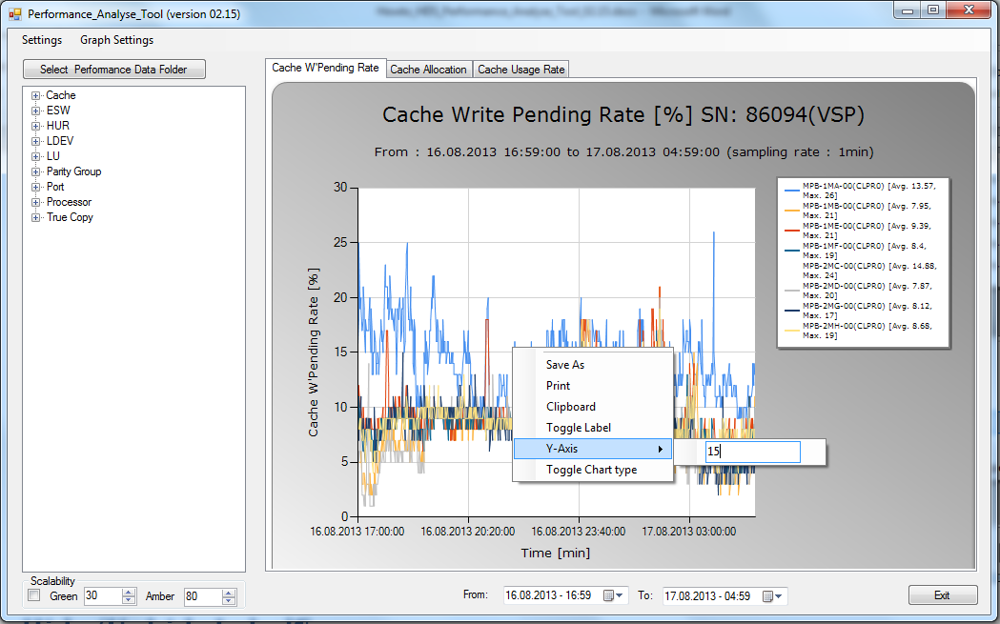 Performance_Analyse_Tool (version 02.15)
Settings Graph Settings
Select Performance Data Folder
Cache
ESW
HUR
LDEV
LU
Parity Group
Port
Processor
True Copy
Scalability
Green 30 Amber 80
Cache W'Pending Rate Cache Allocation Cache Usage Rate
Cache Write Pending Rate [%] SN: 86094(VSP)
From : 16.08.2013 16:59:00 to 17.08.2013 04:59:00 (sampling rate : 1min)
Cache W'Pending Rate [%]
30
25
20
15
10
5
0
16.08.2013 17:00:00 16.08.2013 20:20:00 16.08.2013 23:40:00 17.08.2013 03:00:00
Time [min]
MPB-1MA-00(CLPR0) [Avg. 13.57,
Max. 26]
MPB-1MB-00(CLPR0) [Avg. 7.95,
Max. 21]
MPB-1ME-00(CLPR0) [Avg. 9.39,
Max. 21]
MPB-1MF-00(CLPR0) [Avg. 8.4,
Max. 19]
MPB-2MC-00(CLPR0) [Avg. 14.88,
Max. 24]
MPB-2MD-00(CLPR0) [Avg. 7.87,
Max. 20]
MPB-2MG-00(CLPR0) [Avg. 8.12,
Max. 17]
MPB-2MH-00(CLPR0) [Avg. 8.68,
Max. 19]
Save As
Print
Clipboard
Toggle Label
Y-Axis
15
Toggle Chart type
From: 16.08.2013 - 16:59 To: 17.08.2013 - 04:59
Exit